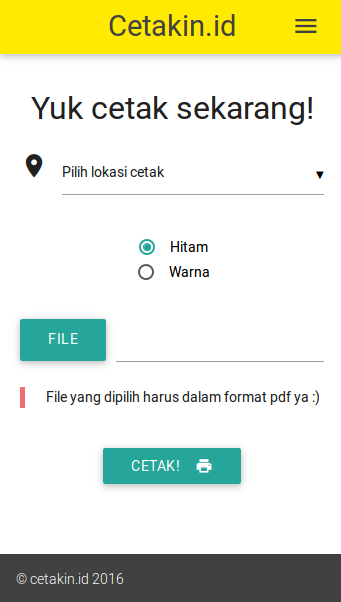 Cetakin.id
Yuk cetak sekarang!
Pilih lokasi cetak
Hitam
Warna
FILE
File yang dipilih harus dalam format pdf ya :)
CETAK!
© cetakin.id 2016